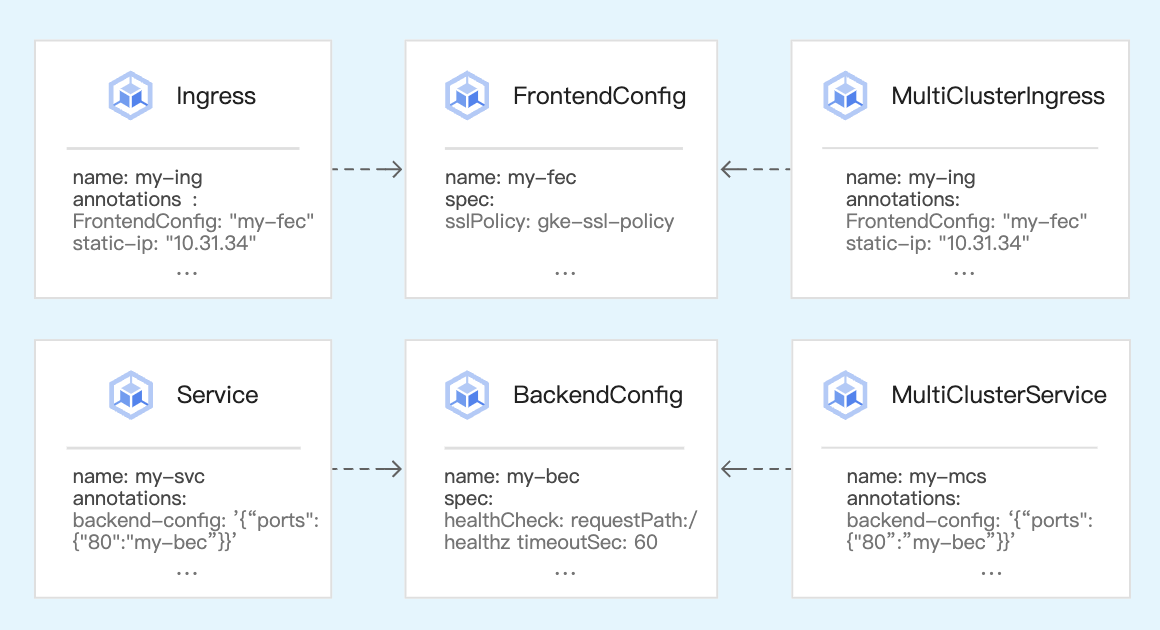 Ingress
name: my-ing
annotations :
FrontendConfig: "my-fec"
static-ip: "10.31.34"
...
FrontendConfig
name: my-fec
spec:
sslPolicy: gke-ssl-policy
...
MultiClusterIngress
name: my-ing
annotations:
FrontendConfig: "my-fec"
static-ip: "10.31.34"
...
Service
name: my-svc
annotations:
backend-config: ’{“ports":
{"80":"my-bec”}}’
...
BackendConfig
name: my-bec
spec:
healthCheck: requestPath:/
healthz timeoutSec: 60
...
MultiClusterService
name: my-mcs
annotations:
backend-config: ‘{“ports":
{"80”:”my-bec”}}’
...